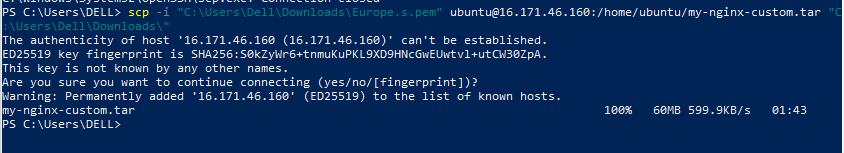 PS C:\Users\Dell> scp -i "C:\Users\Dell\Downloads\Europe.s.pem" ubuntu@16.171.46.160:/home/ubuntu/my-nginx-custom.tar "C
:\Users\Dell\Downloads\"
The authenticity of host '16.171.46.160 (16.171.46.160)' can't be established.
ED25519 key fingerprint is SHA256:S0kZyWr6+tnmuKuPKL9XD9HNcGwEUwtvl+utCW30ZpA.
This key is not known by any other names.
Are you sure you want to continue connecting (yes/no/[fingerprint])?
Warning: Permanently added '16.171.46.160' (ED25519) to the list of known hosts.
my-nginx-custom.tar 100% 60MB 599.9KB/s 01:43
PS C:\Users\DELL>